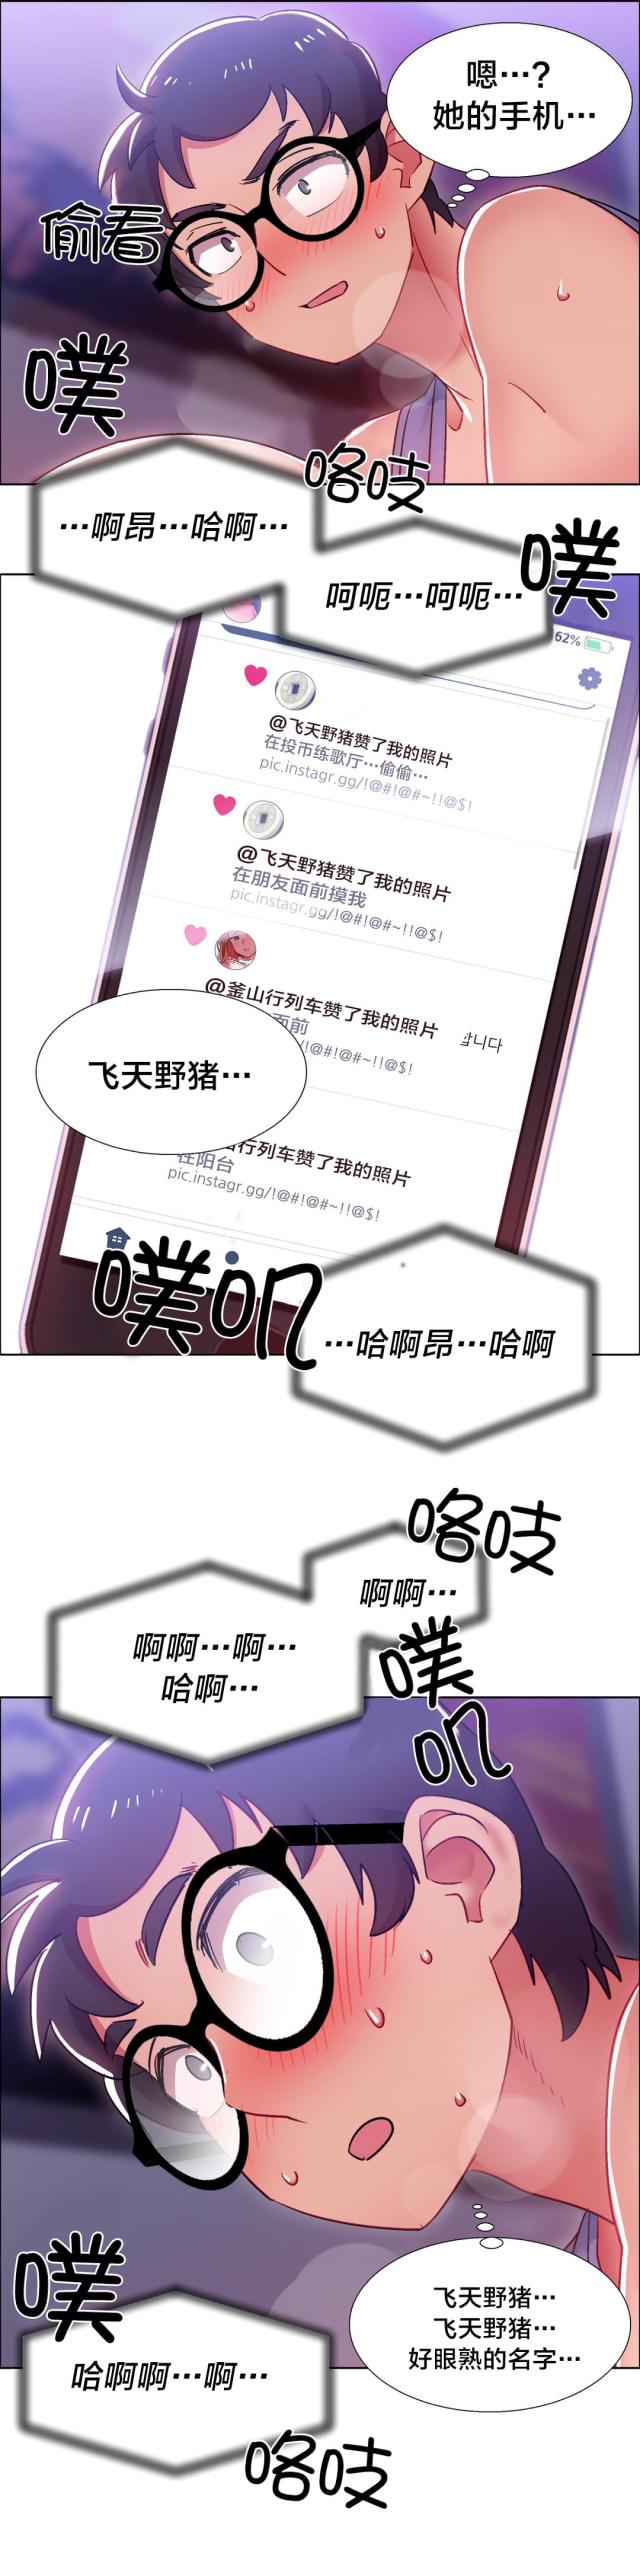 嗯…?
她的手机…
偷看
噗
咯吱
…啊昂…哈啊…
噗
呵呃…呵呃…
62%
@飞天野猪赞了我的照片
在投币练歌厅…偷偷…
pic.instagr.gg/!@#!@#~!!@$!
@飞天野猪赞了我的照片
在朋友面前摸我
pic.instagr.gg/!@#!@#~!!@$!
@釜山行列车赞了我的照片
합니다
面前
/!@#!@#~!!@$!
飞天野猪…
山行列车赞了我的照片
在阳台
pic.instagr.gg/!@#!@#~!!@$!
噗叽
…哈啊昂…哈啊
咯吱
啊啊…
啊啊…啊…
哈啊…
噗
叽
飞天野猪…
飞天野猪…
好眼熟的名字…
噗
哈啊啊…啊…
咯吱